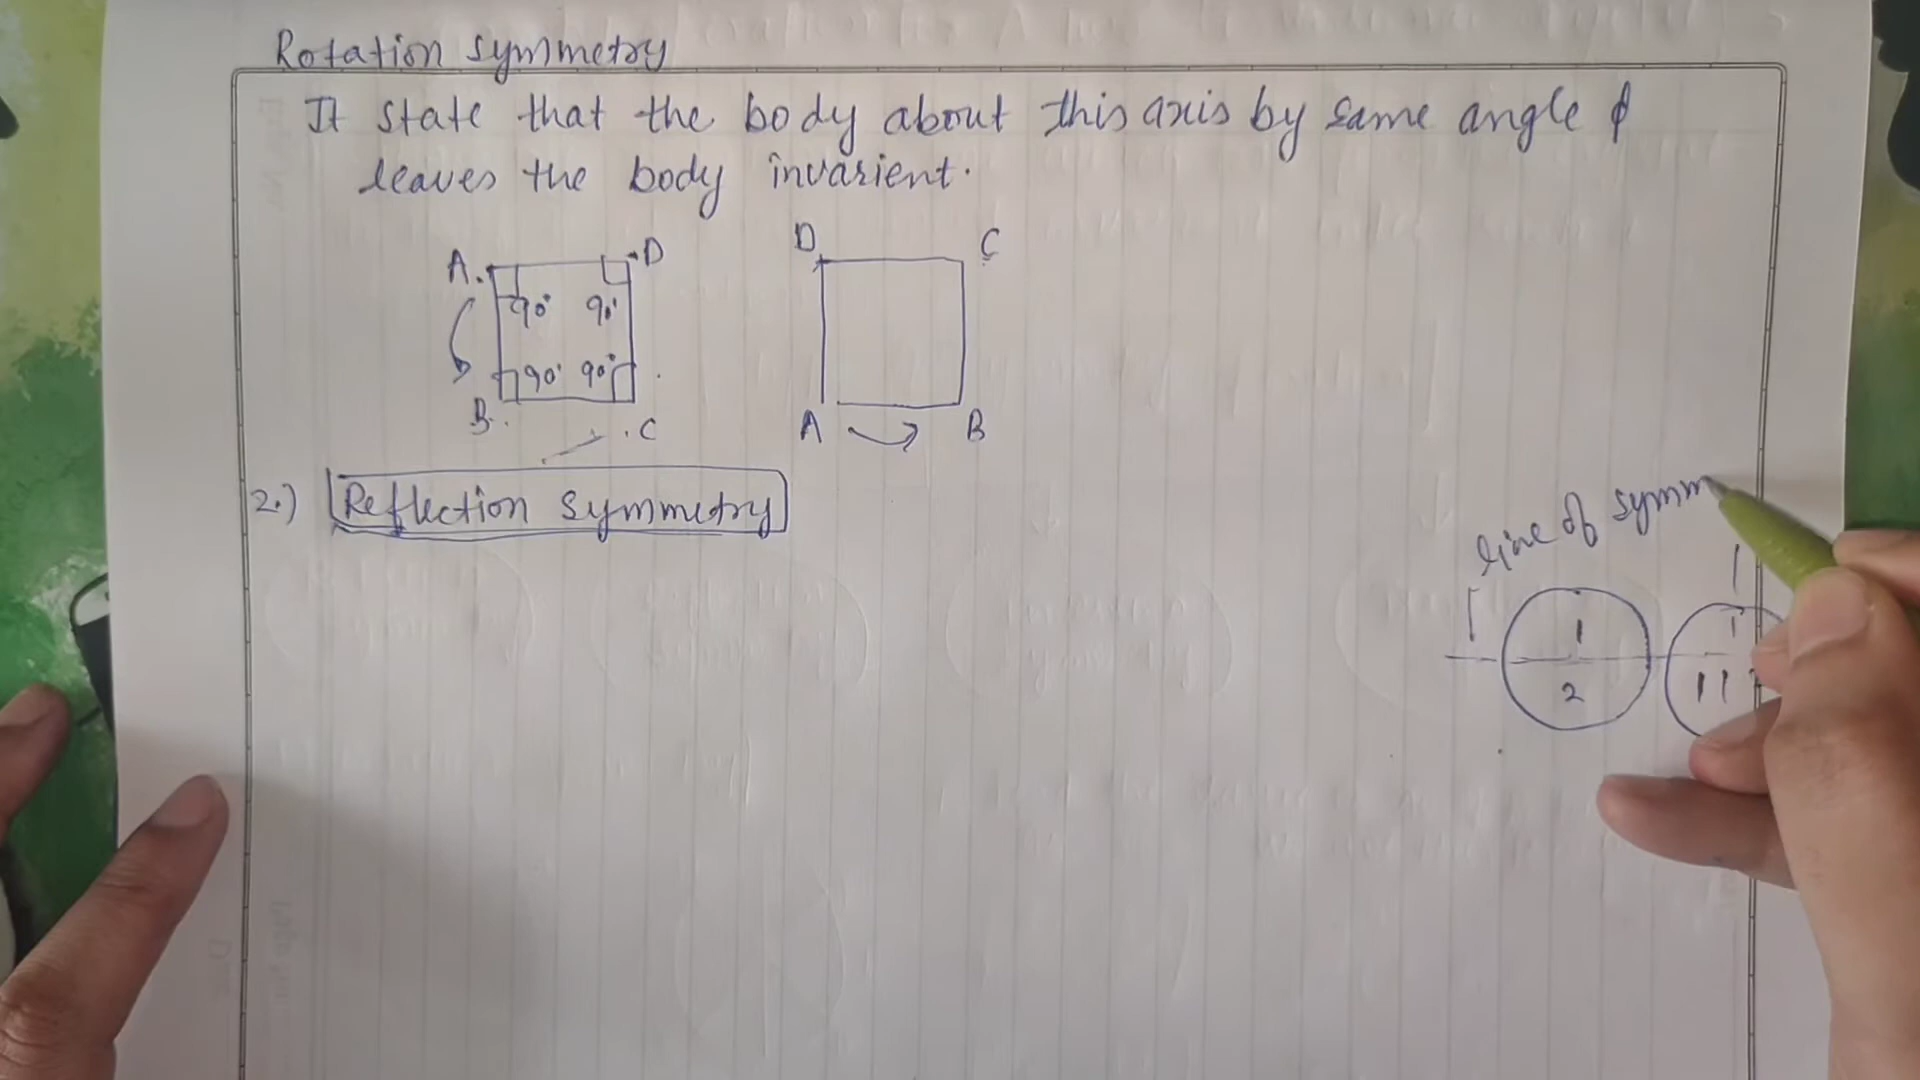 Rotation symmetry
It state that the body about this axis by same angle ϕ
leaves the body invarient.
A. D
90° 90°
90° 90°
B. .C
D C
A B
2.) Reflection symmetry
line of symm
1
2